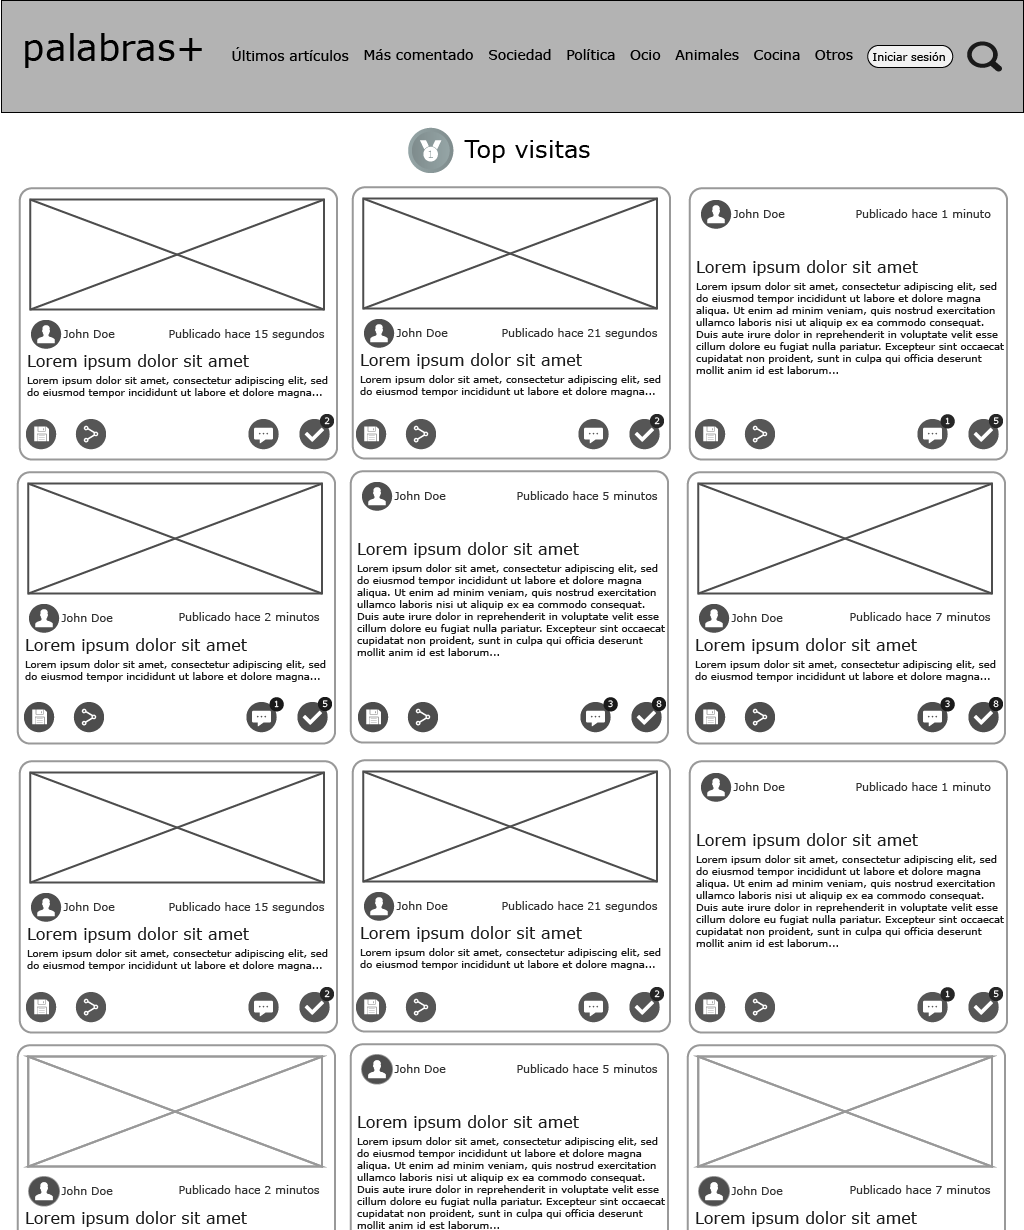 palabras+
Últimos artículos Más comentado Sociedad Política Ocio Animales Cocina Otros Iniciar sesión
1 Top visitas
John Doe Publicado hace 15 segundos
Lorem ipsum dolor sit amet
Lorem ipsum dolor sit amet, consectetur adipiscing elit, sed
do eiusmod tempor incididunt ut labore et dolore magna...
2
John Doe Publicado hace 21 segundos
Lorem ipsum dolor sit amet
Lorem ipsum dolor sit amet, consectetur adipiscing elit, sed
do eiusmod tempor incididunt ut labore et dolore magna...
2
John Doe Publicado hace 1 minuto
Lorem ipsum dolor sit amet
Lorem ipsum dolor sit amet, consectetur adipiscing elit, sed
do eiusmod tempor incididunt ut labore et dolore magna
aliqua. Ut enim ad minim veniam, quis nostrud exercitation
ullamco laboris nisi ut aliquip ex ea commodo consequat.
Duis aute irure dolor in reprehenderit in voluptate velit esse
cillum dolore eu fugiat nulla pariatur. Excepteur sint occaecat
cupidatat non proident, sunt in culpa qui officia deserunt
mollit anim id est laborum...
1 5
John Doe Publicado hace 2 minutos
Lorem ipsum dolor sit amet
Lorem ipsum dolor sit amet, consectetur adipiscing elit, sed
do eiusmod tempor incididunt ut labore et dolore magna...
1 5
John Doe Publicado hace 5 minutos
Lorem ipsum dolor sit amet
Lorem ipsum dolor sit amet, consectetur adipiscing elit, sed
do eiusmod tempor incididunt ut labore et dolore magna
aliqua. Ut enim ad minim veniam, quis nostrud exercitation
ullamco laboris nisi ut aliquip ex ea commodo consequat.
Duis aute irure dolor in reprehenderit in voluptate velit esse
cillum dolore eu fugiat nulla pariatur. Excepteur sint occaecat
cupidatat non proident, sunt in culpa qui officia deserunt
mollit anim id est laborum...
3 8
John Doe Publicado hace 7 minutos
Lorem ipsum dolor sit amet
Lorem ipsum dolor sit amet, consectetur adipiscing elit, sed
do eiusmod tempor incididunt ut labore et dolore magna...
3 8
John Doe Publicado hace 15 segundos
Lorem ipsum dolor sit amet
Lorem ipsum dolor sit amet, consectetur adipiscing elit, sed
do eiusmod tempor incididunt ut labore et dolore magna...
2
John Doe Publicado hace 21 segundos
Lorem ipsum dolor sit amet
Lorem ipsum dolor sit amet, consectetur adipiscing elit, sed
do eiusmod tempor incididunt ut labore et dolore magna...
2
John Doe Publicado hace 1 minuto
Lorem ipsum dolor sit amet
Lorem ipsum dolor sit amet, consectetur adipiscing elit, sed
do eiusmod tempor incididunt ut labore et dolore magna
aliqua. Ut enim ad minim veniam, quis nostrud exercitation
ullamco laboris nisi ut aliquip ex ea commodo consequat.
Duis aute irure dolor in reprehenderit in voluptate velit esse
cillum dolore eu fugiat nulla pariatur. Excepteur sint occaecat
cupidatat non proident, sunt in culpa qui officia deserunt
mollit anim id est laborum...
1 5
John Doe Publicado hace 2 minutos
Lorem ipsum dolor sit amet
John Doe Publicado hace 5 minutos
Lorem ipsum dolor sit amet
Lorem ipsum dolor sit amet, consectetur adipiscing elit, sed
do eiusmod tempor incididunt ut labore et dolore magna
aliqua. Ut enim ad minim veniam, quis nostrud exercitation
ullamco laboris nisi ut aliquip ex ea commodo consequat.
Duis aute irure dolor in reprehenderit in voluptate velit esse
cillum dolore eu fugiat nulla pariatur. Excepteur sint occaecat
cupidatat non proident, sunt in culpa qui officia deserunt
mollit anim id est laborum...
John Doe Publicado hace 7 minutos
Lorem ipsum dolor sit amet